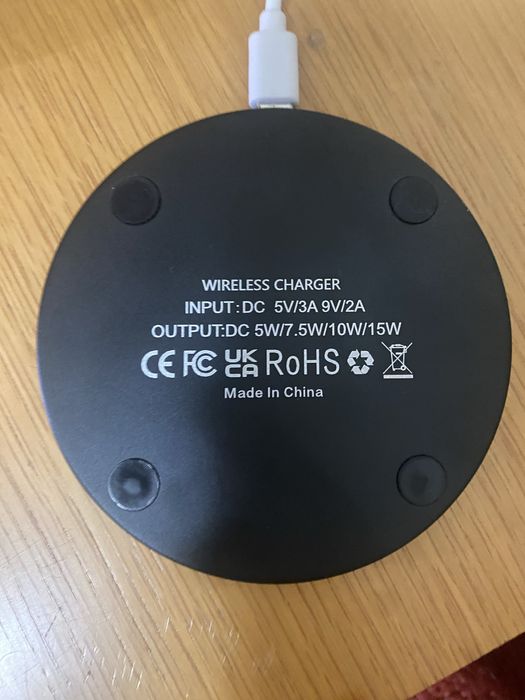 WIRELESS CHARGER
INPUT:DC 5V/3A 9V/2A
OUTPUT:DC 5W/7.5W/10W/15W
CE FC UK CA RoHS
Made In China